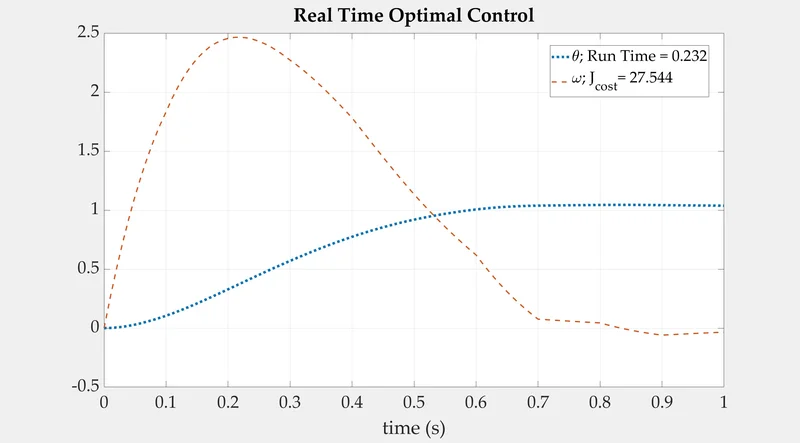 Real Time Optimal Control
2.5
2
1.5
1
0.5
0
-0.5
θ; Run Time = 0.232
ω; J_cost= 27.544
0 0.1 0.2 0.3 0.4 0.5 0.6 0.7 0.8 0.9 1
time (s)